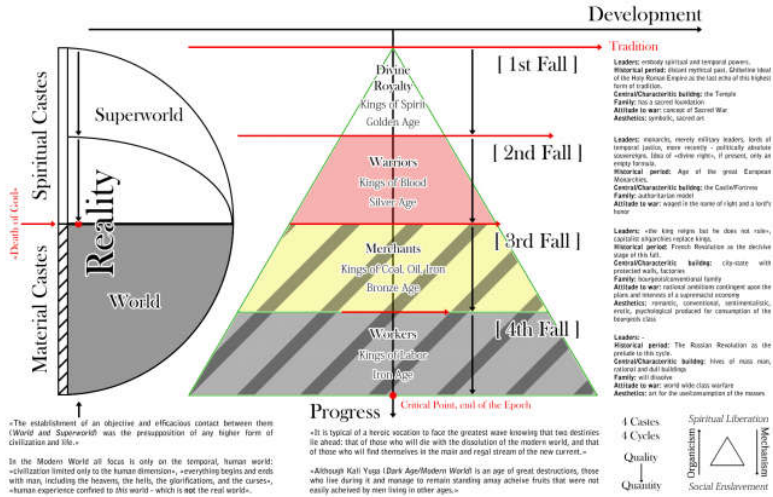 Development
Tradition
[ 1st Fall ]
Divine
Royalty
Kings of Spirit
Golden Age
[ 2nd Fall ]
Warriors
Kings of Blood
Silver Age
[ 3rd Fall ]
Merchants
Kings of Coal, Oil, Iron
Bronze Age
[ 4th Fall ]
Workers
Kings of Labor
Iron Age
Progress
Critical Point, end of the Epoch
Spiritual Castes
Material Castes
«Death of God»
Superworld
Reality
World
Leaders: embody spiritual and temporal powers.
Historical period: distant mythical past. Ghibeline ideal
of the Holy Roman Empire as the last echo of this highest
form of tradition.
Central/Characteritic building: the Temple
Family: has a sacred foundation
Attitude to war: concept of Sacred War
Aesthetics: symbolic, sacred art
Leaders: monarchs, merely military leaders, lords of
temporal justice, more recently - politically absolute
sovereigns. Idea of «divine right», if present, only an
empty formula.
Historical period: Age of the great European
Monarchies,
Central/Characteritic building: the Castle/Fortress
Family: authoritarian model
Attitude to war: waged in the name of right and a lord's
honor
Leaders: «the king reigns but he does not rule»,
capitalist oligarchies replace kings.
Historical period: French Revolution as the decisive
stage of this fall.
Central/Characteritic building: city-state with
protected walls, factories
Family: bourgeois/conventional family
Attitude to war: national ambitions contingent upon the
plans and interests of a supremacist economy
Aesthetics: romantic, conventional, sentimentalistic,
erotic, psychological produced for consumption of the
bourgeois class
Leaders: -
Historical period: The Russian Revolution as the
prelude to this cycle.
Central/Characteritic building: hives of mass man,
rational and dull buildings
Family: will dissolve
Attitude to war: world wide class warfare
Aesthetics: art for the use/consumption of the masses
«The establishment of an objective and efficacious contact between them
(World and Superworld) was the presupposition of any higher form of
civilization and life.»
In the Modern World all focus is only on the temporal, human world:
«civilization limited only to the human dimension», «everything begins and ends
with man, including the heavens, the hells, the glorifications, and the curses»,
«human experience confined to this world - which is not the real world».
«It is typical of a heroic vocation to face the greatest wave knowing that two destinies
lie ahead: that of those who will die with the dissolution of the modern world, and that
of those who will find themselves in the main and regal stream of the new current.»
«Although Kali Yuga (Dark Age/Modern World) is an age of great destructions, those
who live during it and manage to remain standing amay acheive fruits that were not
easily acheived by men living in other ages.»
4 Castes
4 Cycles
Quality
Quantity
Spiritual Liberation
Organicism
Mechanism
Social Enslavement